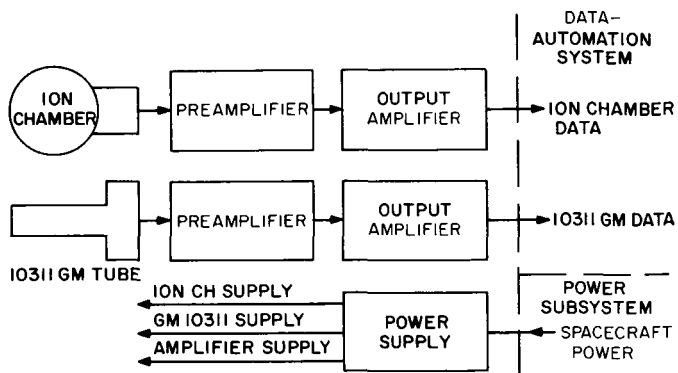 DATA-
AUTOMATION
SYSTEM
ION
CHAMBER
PREAMPLIFIER
OUTPUT
AMPLIFIER
ION CHAMBER
DATA
10311 GM TUBE
PREAMPLIFIER
OUTPUT
AMPLIFIER
10311 GM DATA
ION CH SUPPLY
GM 10311 SUPPLY
AMPLIFIER SUPPLY
POWER
SUPPLY
POWER
SUBSYSTEM
SPACECRAFT
POWER